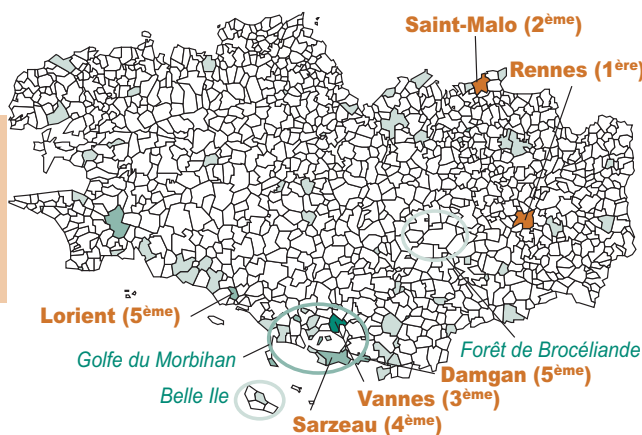 Saint-Malo (2ème)
Rennes (1ère)
Lorient (5ème)
Golfe du Morbihan
Forêt de Brocéliande
Damgan (5ème)
Belle Ile
Vannes (3ème)
Sarzeau (4ème)